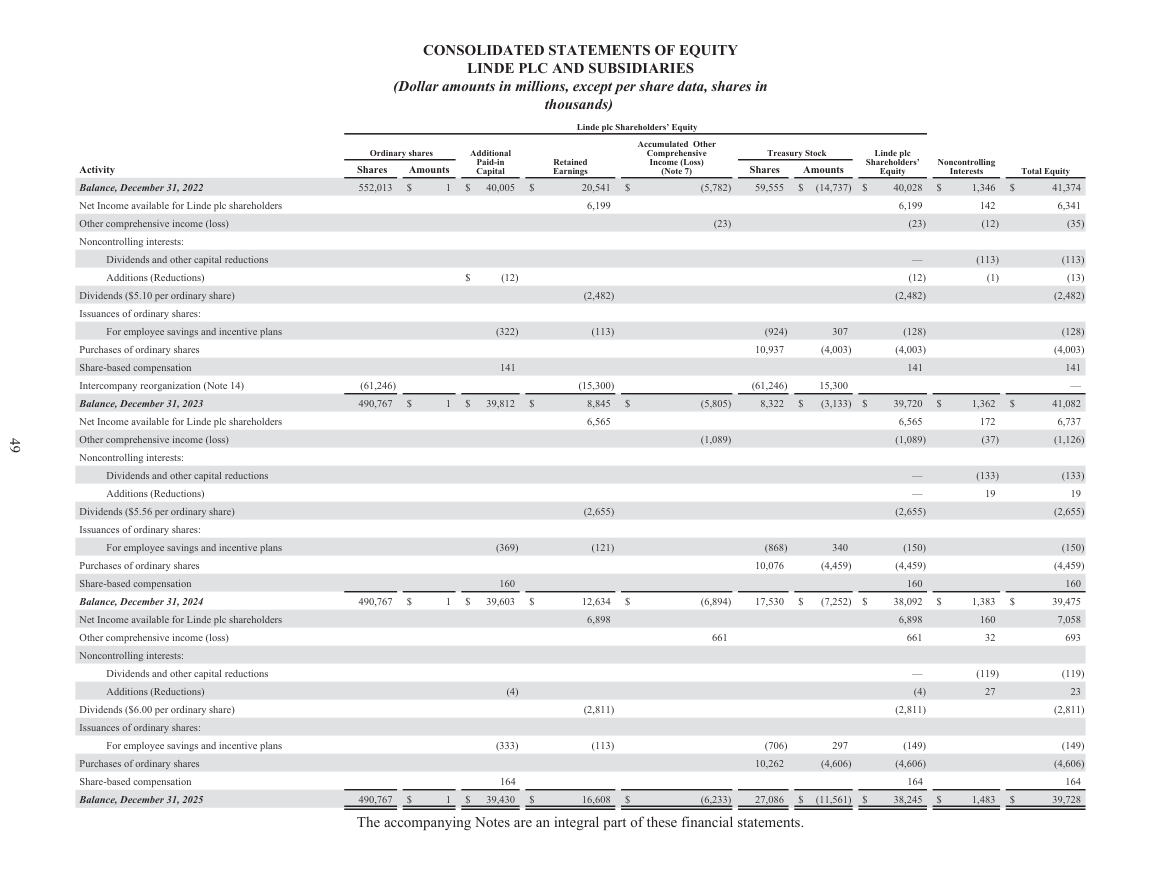 CONSOLIDATED STATEMENTS OF EQUITY
LINDE PLC AND SUBSIDIARIES
(Dollar amounts in millions, except per share data, shares in
thousands)
Linde plc Shareholders’ Equity
Activity Ordinary shares Shares Amounts Additional Paid-in Capital Retained Earnings Accumulated Other Comprehensive Income (Loss) (Note 7) Treasury Stock Shares Amounts Linde plc Shareholders’ Equity Noncontrolling Interests Total Equity
Balance, December 31, 2022 552,013 $ 1 $ 40,005 $ 20,541 $ (5,782) 59,555 $ (14,737) $ 40,028 $ 1,346 $ 41,374
Net Income available for Linde plc shareholders 6,199 6,199 142 6,341
Other comprehensive income (loss) (23) (23) (12) (35)
Noncontrolling interests:
Dividends and other capital reductions — (113) (113)
Additions (Reductions) $ (12) (12) (1) (13)
Dividends ($5.10 per ordinary share) (2,482) (2,482) (2,482)
Issuances of ordinary shares:
For employee savings and incentive plans (322) (113) (924) 307 (128) (128)
Purchases of ordinary shares 10,937 (4,003) (4,003) (4,003)
Share-based compensation 141 141 141
Intercompany reorganization (Note 14) (61,246) (15,300) (61,246) 15,300 —
Balance, December 31, 2023 490,767 $ 1 $ 39,812 $ 8,845 $ (5,805) 8,322 $ (3,133) $ 39,720 $ 1,362 $ 41,082
Net Income available for Linde plc shareholders 6,565 6,565 172 6,737
Other comprehensive income (loss) (1,089) (1,089) (37) (1,126)
Noncontrolling interests:
Dividends and other capital reductions — (133) (133)
Additions (Reductions) — 19 19
Dividends ($5.56 per ordinary share) (2,655) (2,655) (2,655)
Issuances of ordinary shares:
For employee savings and incentive plans (369) (121) (868) 340 (150) (150)
Purchases of ordinary shares 10,076 (4,459) (4,459) (4,459)
Share-based compensation 160 160 160
Balance, December 31, 2024 490,767 $ 1 $ 39,603 $ 12,634 $ (6,894) 17,530 $ (7,252) $ 38,092 $ 1,383 $ 39,475
Net Income available for Linde plc shareholders 6,898 6,898 160 7,058
Other comprehensive income (loss) 661 661 32 693
Noncontrolling interests:
Dividends and other capital reductions — (119) (119)
Additions (Reductions) (4) (4) 27 23
Dividends ($6.00 per ordinary share) (2,811) (2,811) (2,811)
Issuances of ordinary shares:
For employee savings and incentive plans (333) (113) (706) 297 (149) (149)
Purchases of ordinary shares 10,262 (4,606) (4,606) (4,606)
Share-based compensation 164 164 164
Balance, December 31, 2025 490,767 $ 1 $ 39,430 $ 16,608 $ (6,233) 27,086 $ (11,561) $ 38,245 $ 1,483 $ 39,728
The accompanying Notes are an integral part of these financial statements.
49